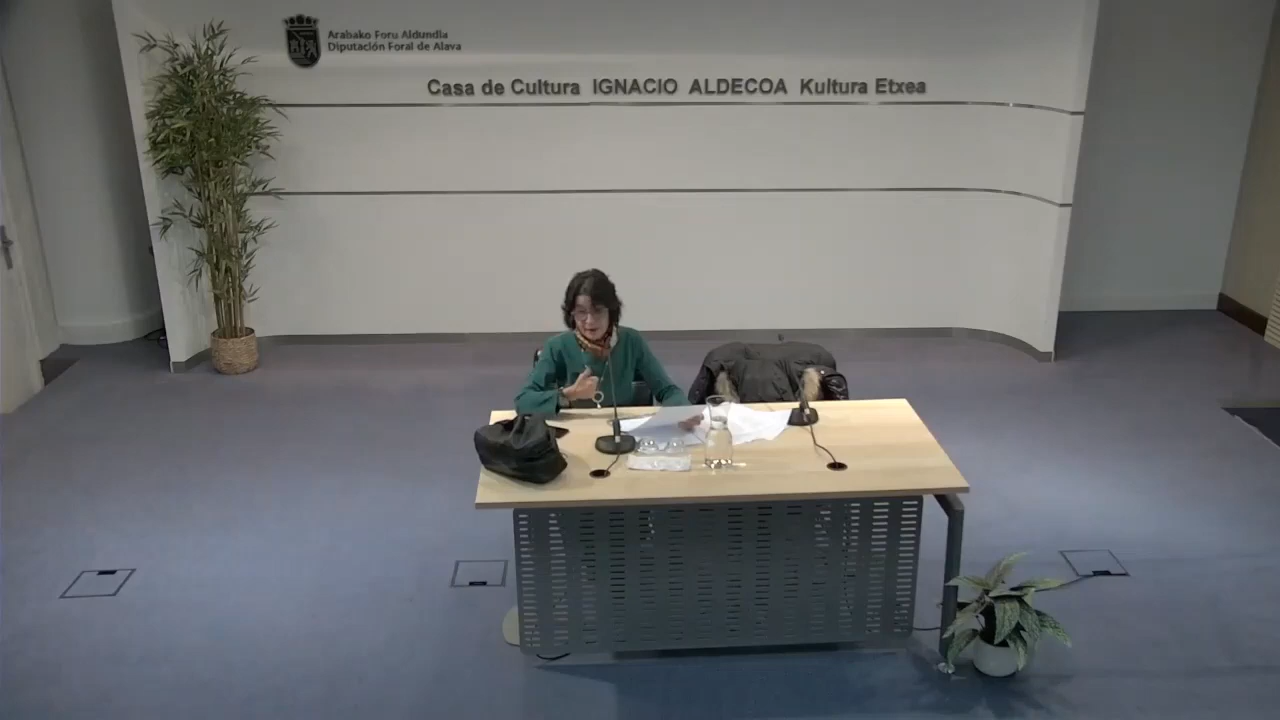 Arabako Foru Aldundia
Diputación Foral de Alava
Casa de Cultura IGNACIO ALDECOA Kultura Etxea